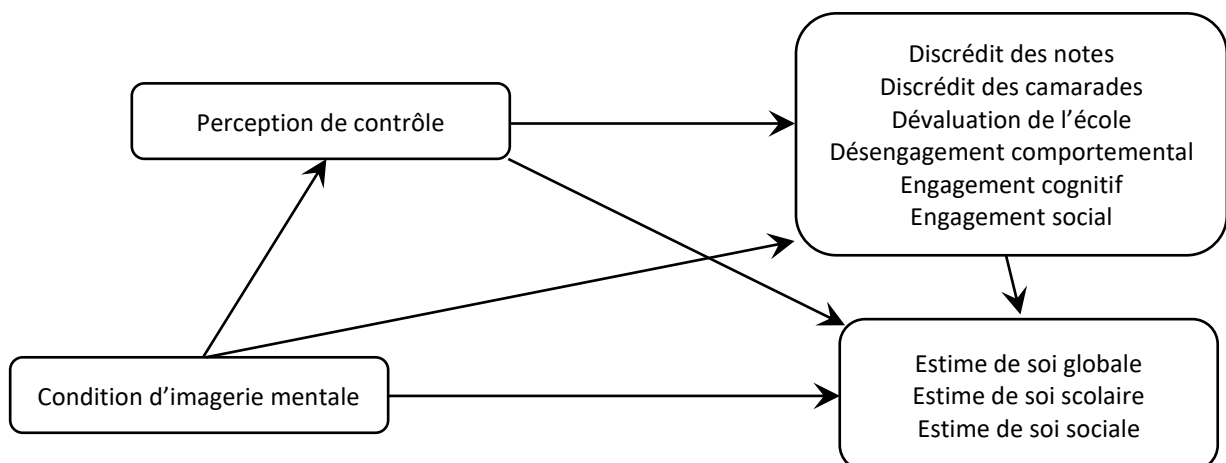 Discrédit des notes
Discrédit des camarades
Dévaluation de l’école
Désengagement comportemental
Engagement cognitif
Engagement social
Perception de contrôle
Condition d’imagerie mentale
Estime de soi globale
Estime de soi scolaire
Estime de soi sociale